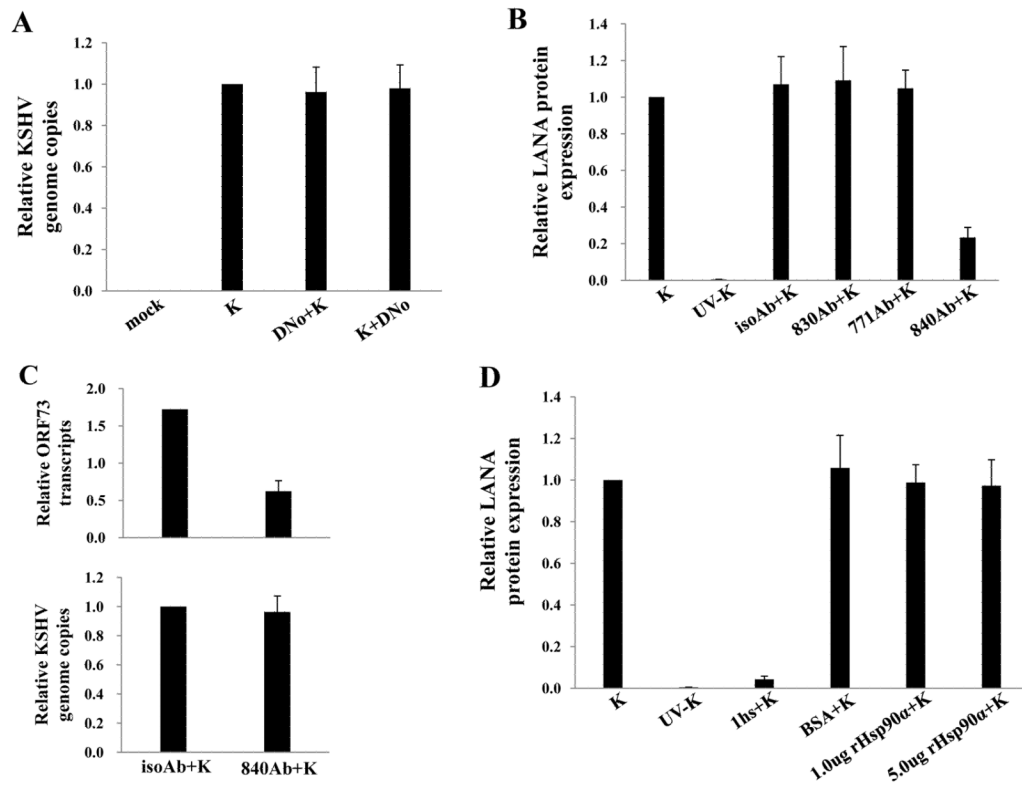 A
Relative KSHV
genome copies
1.2
1.0
0.8
0.6
0.4
0.2
0.0
mock
K
DNo+K
K+DNo
B
Relative LANA protein
expression
1.4
1.2
1.0
0.8
0.6
0.4
0.2
0.0
K
UV-K
isoAb+K
830Ab+K
771Ab+K
840Ab+K
C
Relative ORF73
transcripts
2.0
1.5
1.0
0.5
0.0
Relative KSHV
genome copies
1.2
1.0
0.8
0.6
0.4
0.2
0.0
isoAb+K
840Ab+K
D
Relative LANA
protein expression
1.4
1.2
1.0
0.8
0.6
0.4
0.2
0.0
K
UV-K
1hs+K
BSA+K
1.0ug rHsp90α+K
5.0ug rHsp90α+K